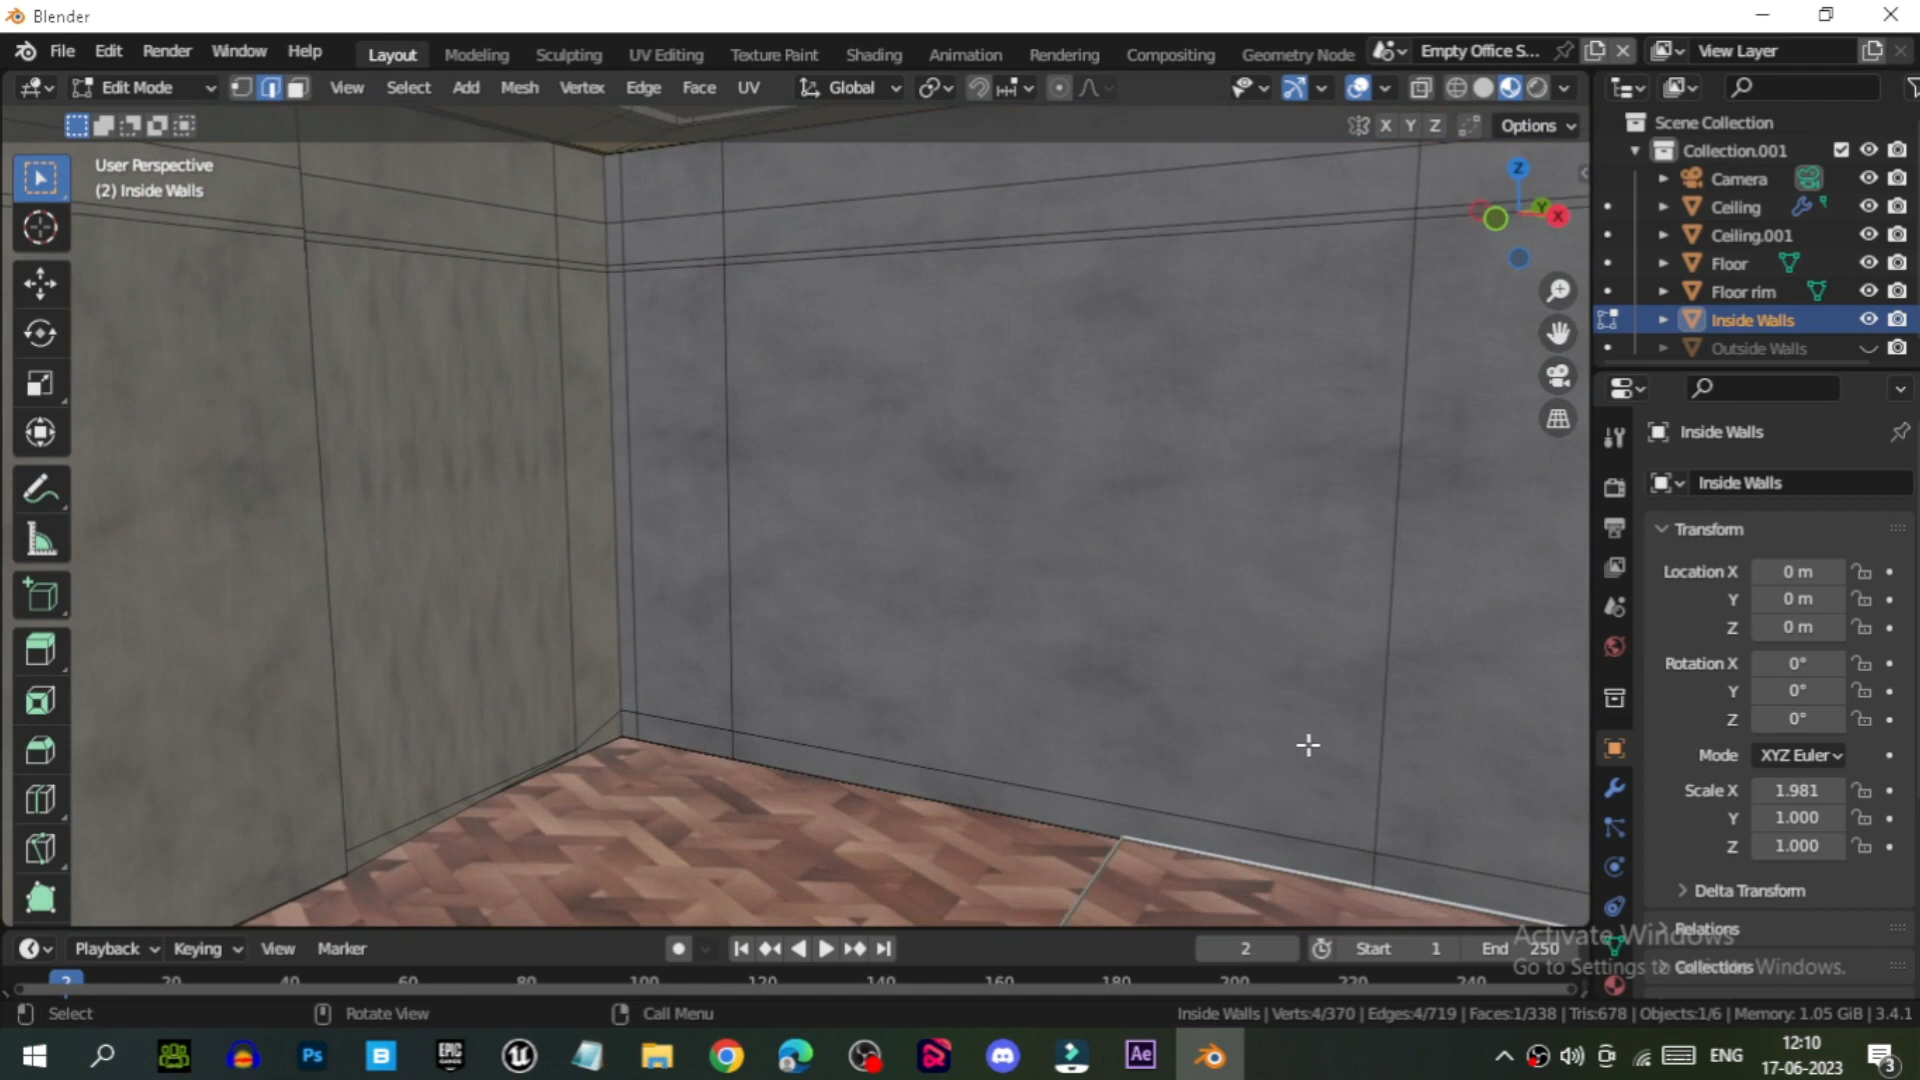 Blender
File Edit Render Window Help Layout Modeling Sculpting UV Editing Texture Paint Shading Animation Rendering Compositing Geometry Node Empty Office S... View Layer
Edit Mode View Select Add Mesh Vertex Edge Face UV Global
X Y Z Options
User Perspective
(2) Inside Walls
Z
Y
X
Scene Collection
Collection.001
Camera
Ceiling
Ceiling.001
Floor
Floor rim
Inside Walls
Outside Walls
Inside Walls
Inside Walls
Transform
Location X 0 m
Y 0 m
Z 0 m
Rotation X 0°
Y 0°
Z 0°
Mode XYZ Euler
Scale X 1.981
Y 1.000
Z 1.000
Delta Transform
Relations
Collections
Activate Windows
Go to Settings to activate Windows.
Playback Keying View Marker 2 Start 1 End 250
2 20 40 60 80 100 120 140 160 180 200 220 240
Select Rotate View Call Menu Inside Walls | Verts:4/370 | Edges:4/719 | Faces:1/338 | Tris:678 | Objects:1/6 | Memory: 1.05 GiB | 3.4.1
Ps B EPIC GAMES Ae ENG 12:10
17-06-2023 3